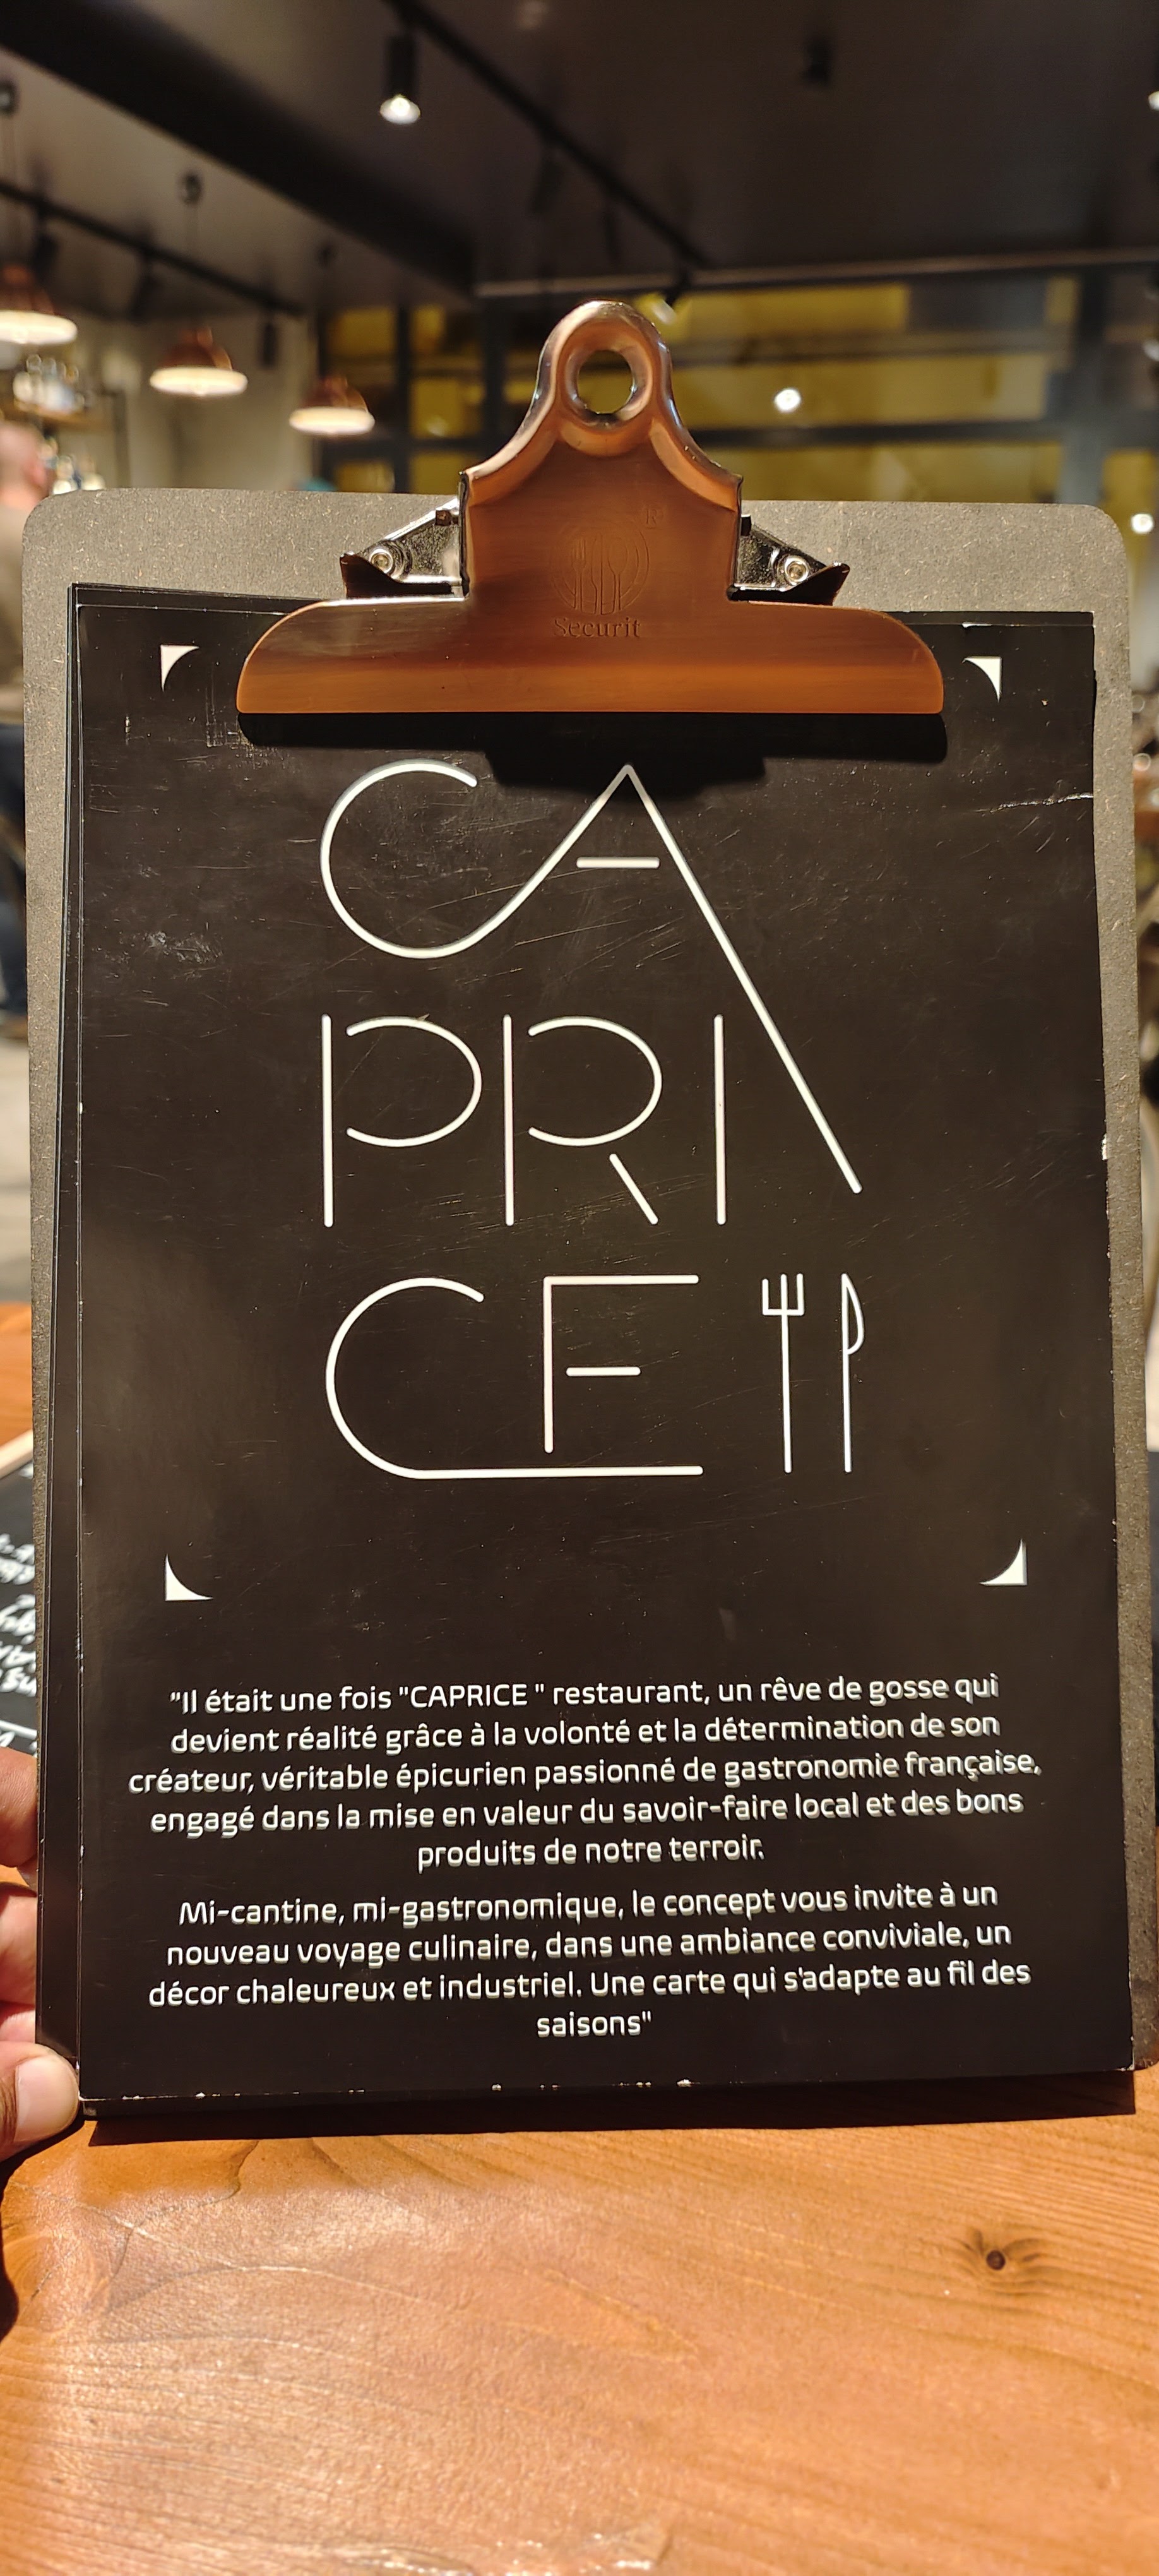 Securit
CA
PRI
CE
"Il était une fois "CAPRICE " restaurant, un rêve de gosse qui
devient réalité grâce à la volonté et la détermination de son
créateur, véritable épicurien passionné de gastronomie française,
engagé dans la mise en valeur du savoir-faire local et des bons
produits de notre terroir.
Mi-cantine, mi-gastronomique, le concept vous invite à un
nouveau voyage culinaire, dans une ambiance conviviale, un
décor chaleureux et industriel. Une carte qui s'adapte au fil des
saisons"